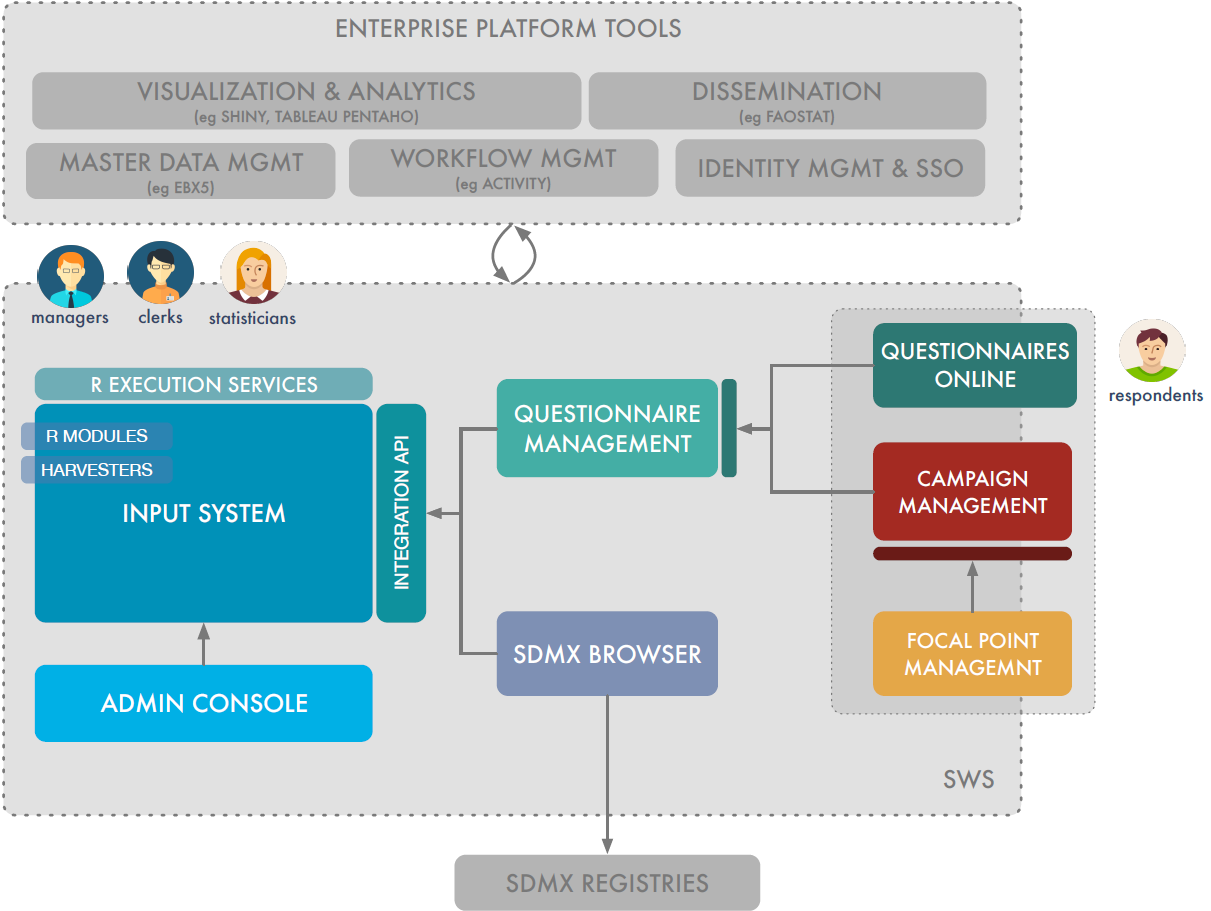 ENTERPRISE PLATFORM TOOLS
VISUALIZATION & ANALYTICS
(eg SHINY, TABLEAU PENTAHO)
DISSEMINATION
(eg FAOSTAT)
MASTER DATA MGMT
(eg EBX5)
WORKFLOW MGMT
(eg ACTIVITY)
IDENTITY MGMT & SSO
managers
clerks
statisticians
respondents
R EXECUTION SERVICES
R MODULES
HARVESTERS
INPUT SYSTEM
INTEGRATION API
ADMIN CONSOLE
QUESTIONNAIRE
MANAGEMENT
SDMX BROWSER
QUESTIONNAIRES
ONLINE
CAMPAIGN
MANAGEMENT
FOCAL POINT
MANAGEMNT
SWS
SDMX REGISTRIES